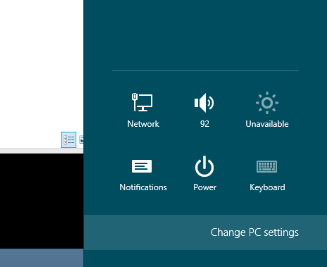 Network 92 Unavailable
Notifications Power Keyboard
Change PC settings